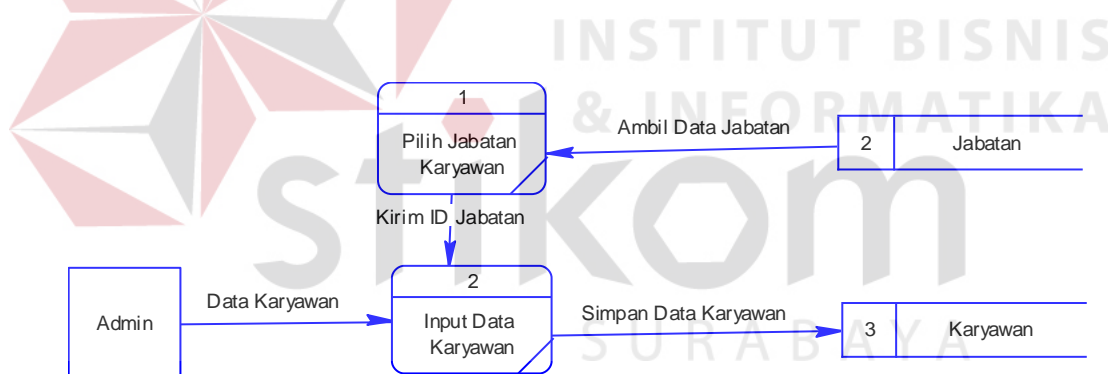 INSTITUT BISNIS
& INFORMATIKA
stikom
SURABAYA
1
Pilih Jabatan
Karyawan
Ambil Data Jabatan
2
Jabatan
Kirim ID Jabatan
Admin
Data Karyawan
2
Input Data
Karyawan
Simpan Data Karyawan
3
Karyawan